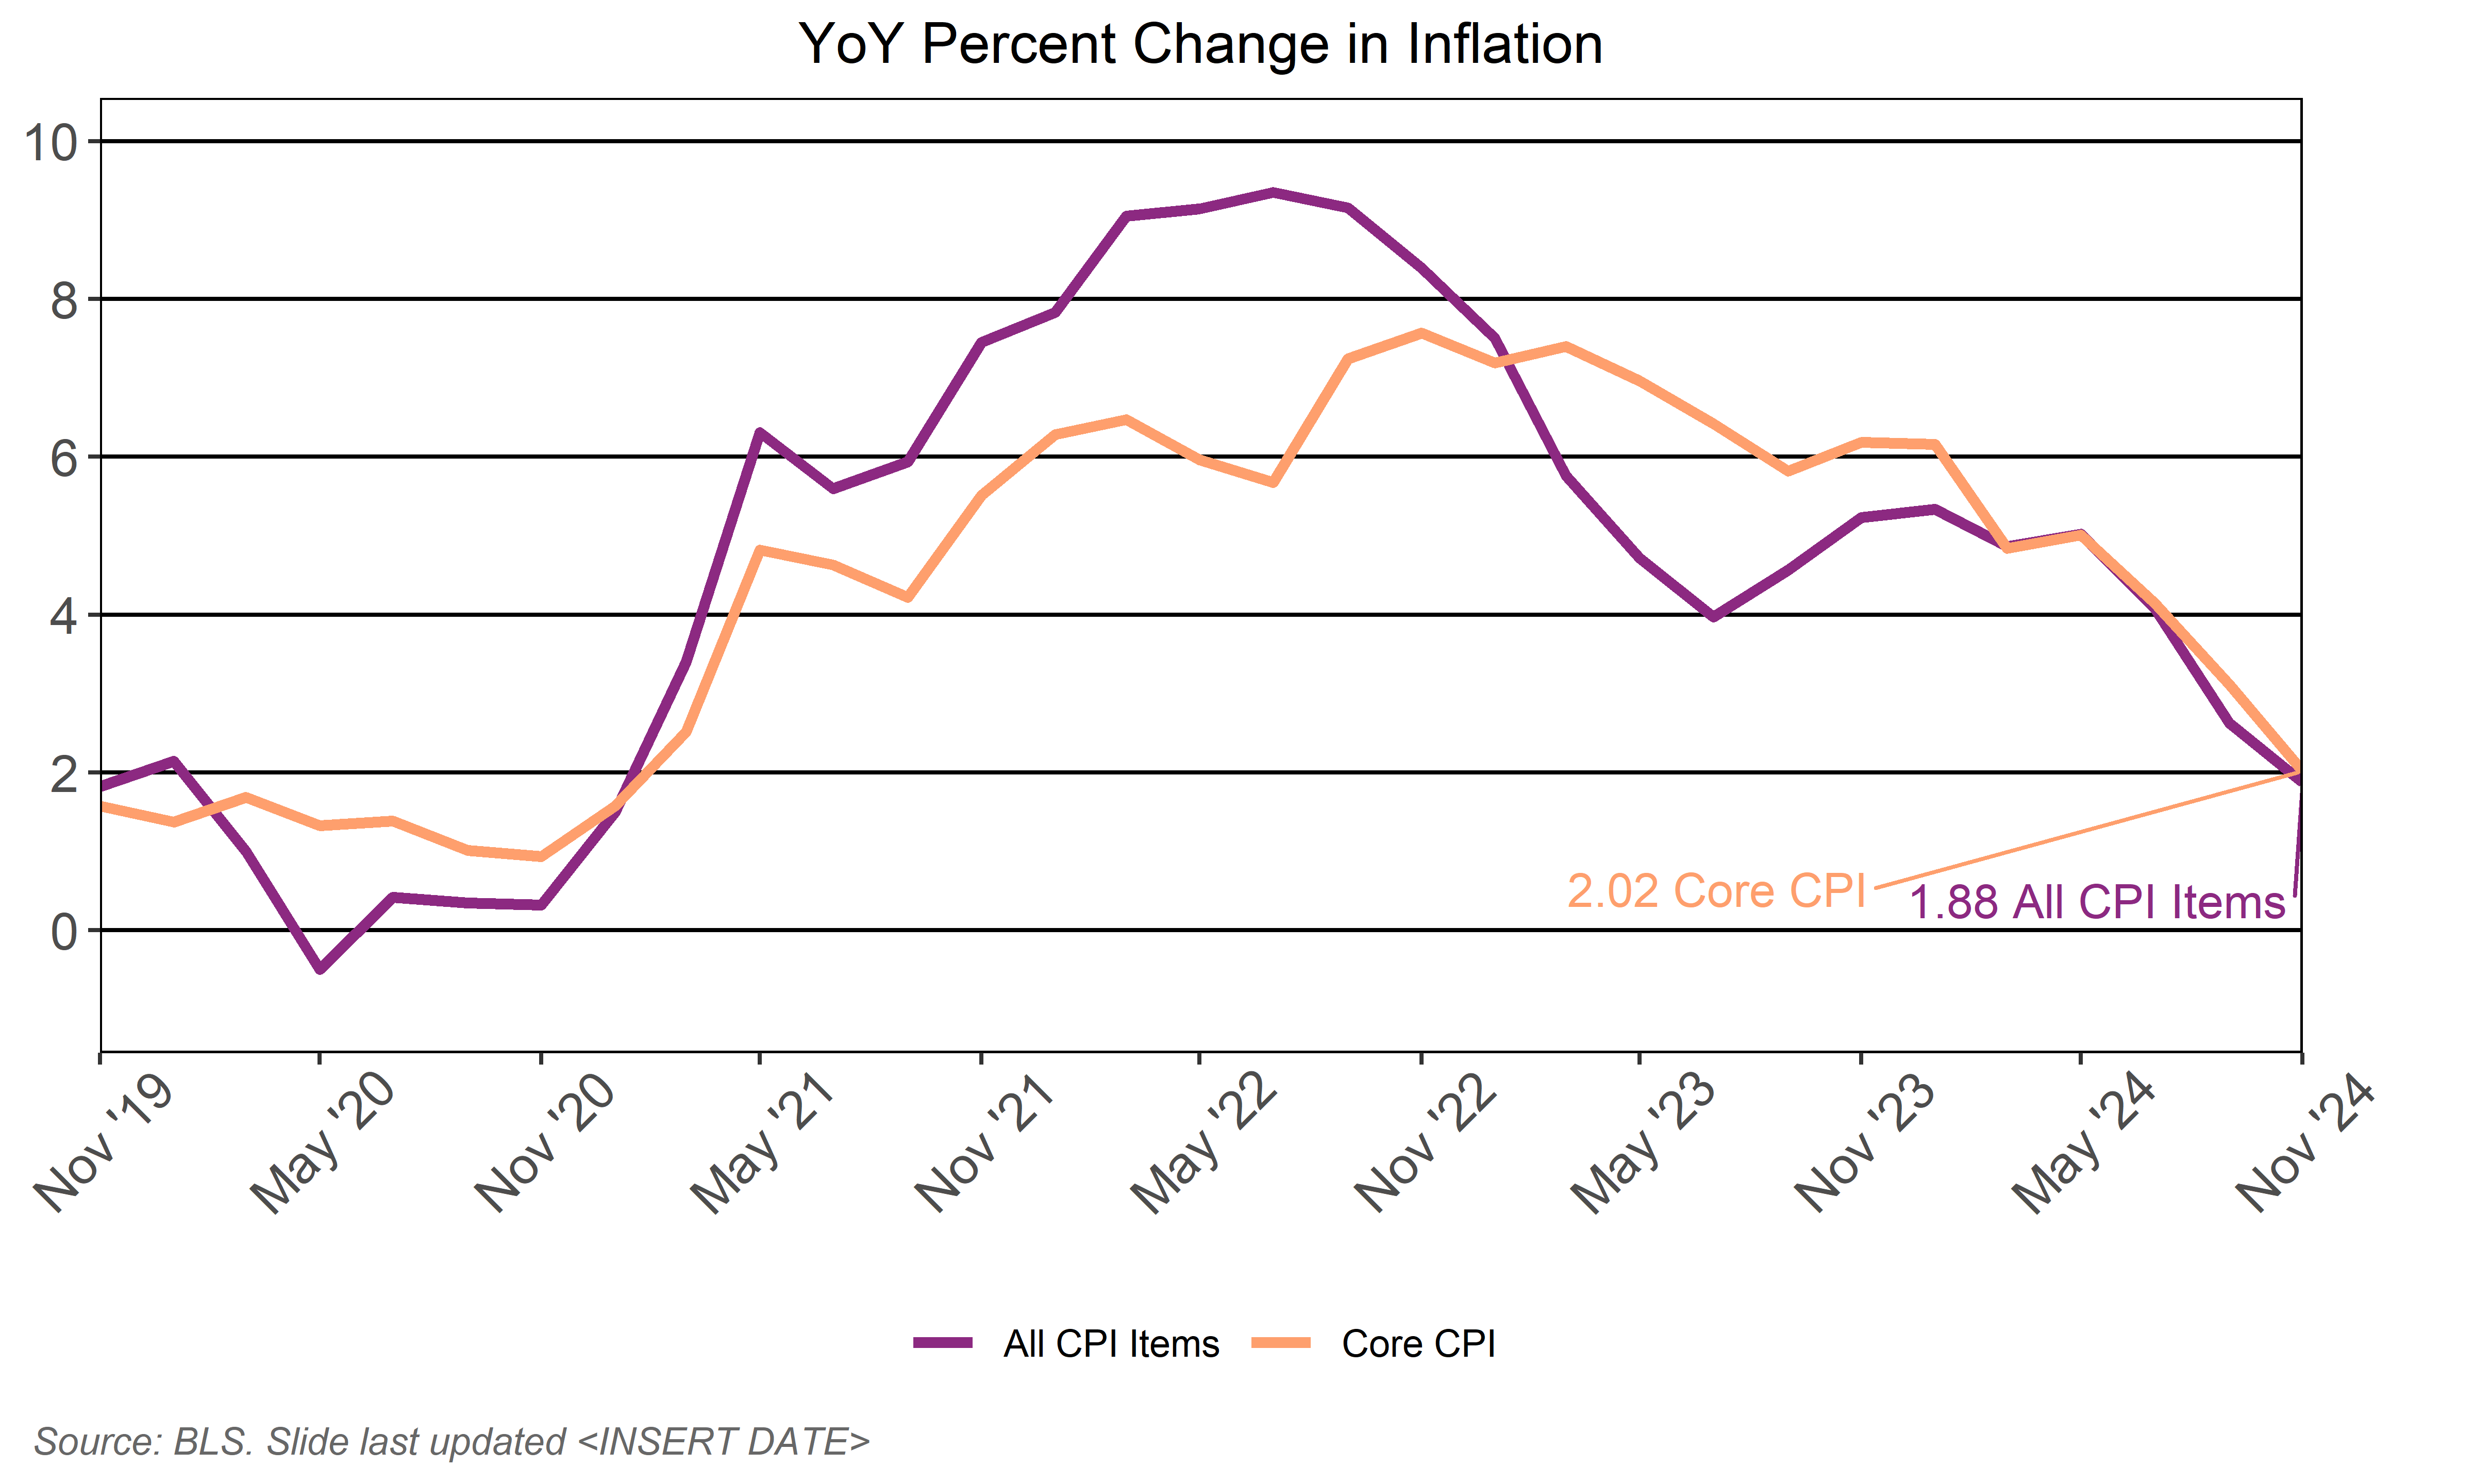 YoY Percent Change in Inflation
10
8
6
4
2
0
2.02 Core CPI
1.88 All CPI Items
Nov '19
May '20
Nov '20
May '21
Nov '21
May '22
Nov '22
May '23
Nov '23
May '24
Nov '24
All CPI Items
Core CPI
Source: BLS. Slide last updated <INSERT DATE>